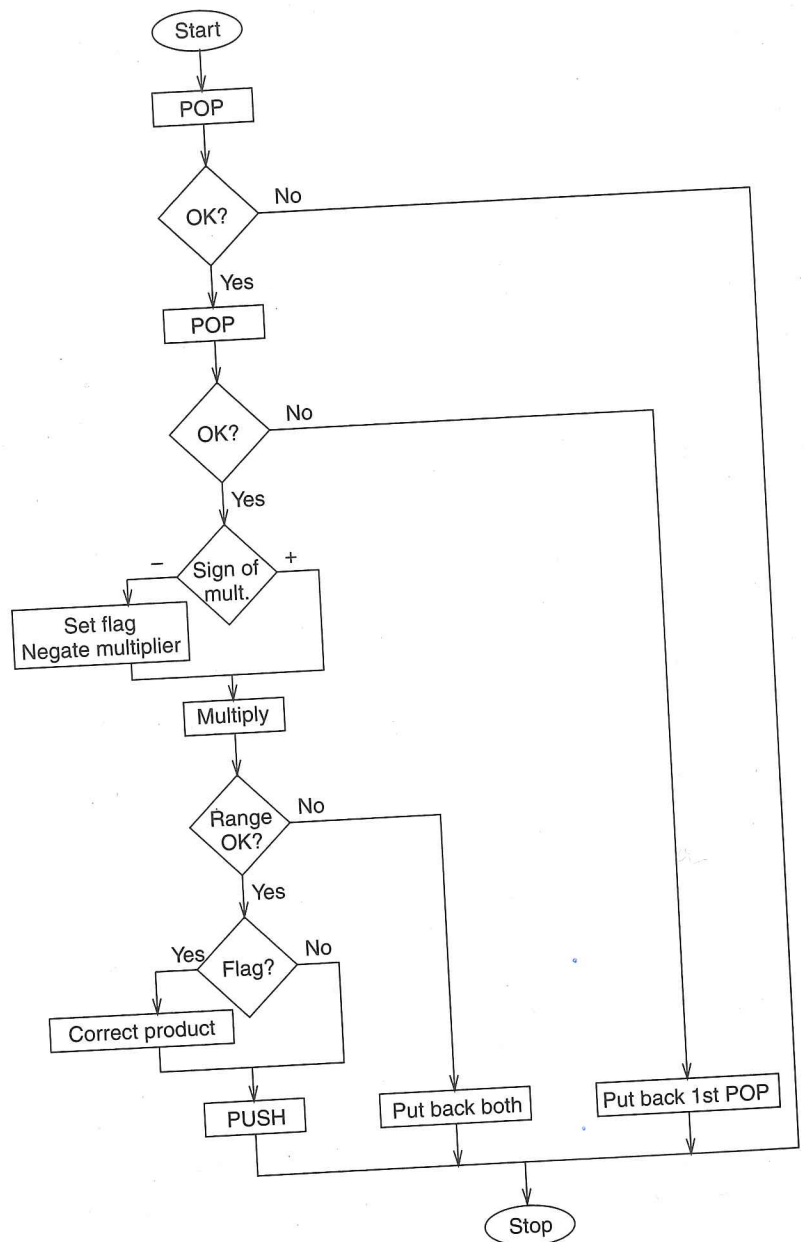 Start
POP
OK?
No
Yes
POP
OK?
No
Yes
Sign of
mult.
−
+
Set flag
Negate multiplier
Multiply
Range
OK?
No
Yes
Flag?
Yes
No
Correct product
PUSH
Put back both
Put back 1st POP
Stop